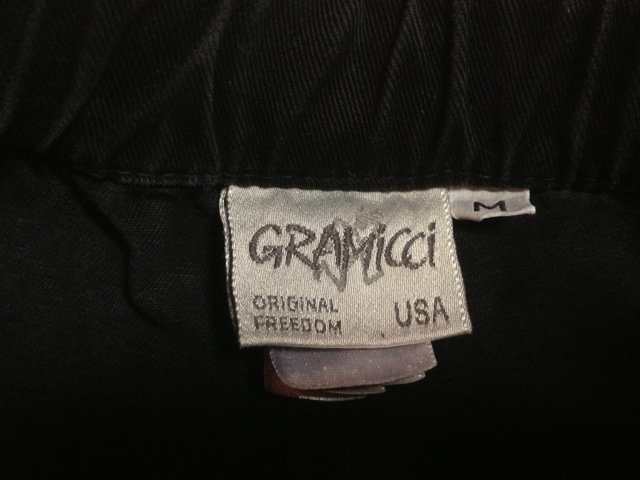 GRAMiCCi
M
ORIGINAL
FREEDOM
USA